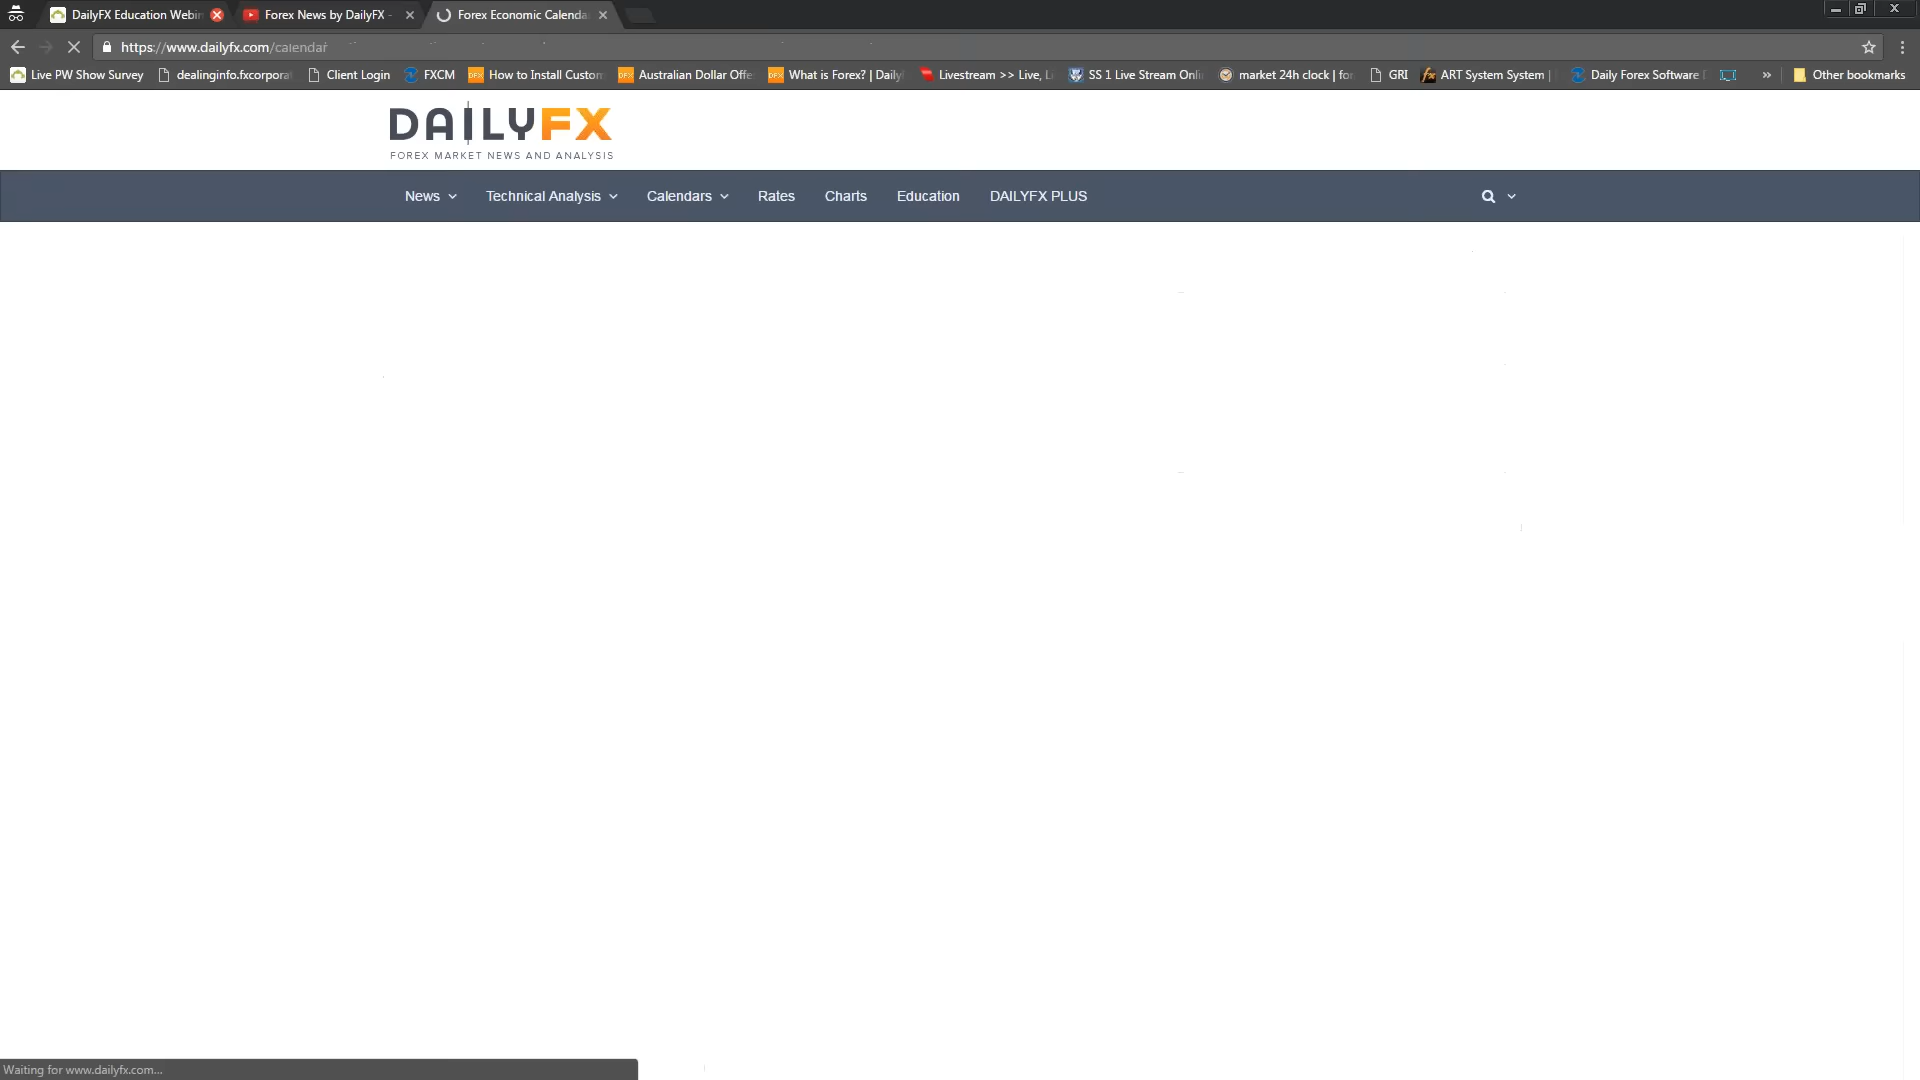 DailyFX Education Webin
Forex News by DailyFX -
Forex Economic Calenda
https://www.dailyfx.com/calendar
Live PW Show Survey
dealinginfo.fxcorporat
Client Login
FXCM
How to Install Custom
Australian Dollar Offe
What is Forex? | Daily
Livestream >> Live, L
SS 1 Live Stream Onli
market 24h clock | for
GRI
ART System System |
Daily Forex Software
»
Other bookmarks
DAILYFX
FOREX MARKET NEWS AND ANALYSIS
News
Technical Analysis
Calendars
Rates
Charts
Education
DAILYFX PLUS
Waiting for www.dailyfx.com...